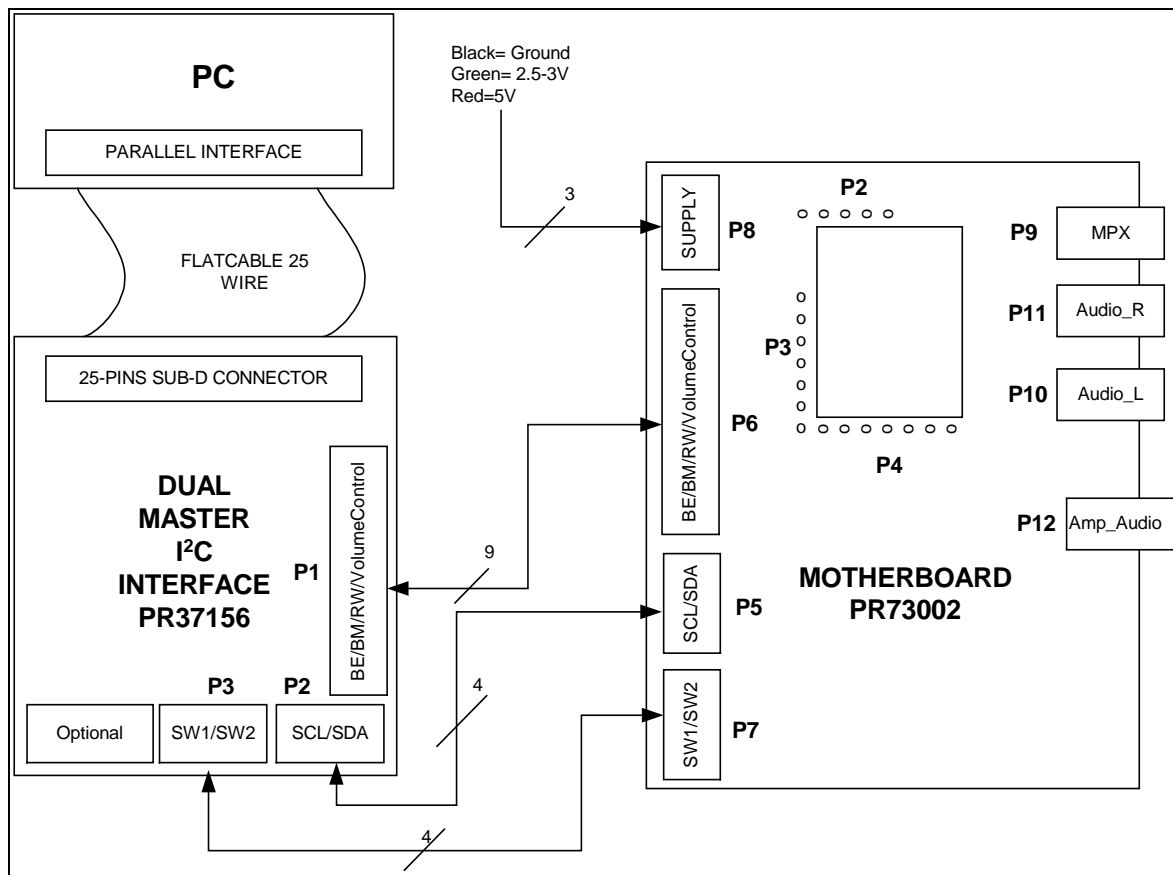 PC
PARALLEL INTERFACE
FLATCABLE 25
WIRE
25-PINS SUB-D CONNECTOR
DUAL
MASTER
I²C
INTERFACE
PR37156
P1
BE/BM/RW/VolumeControl
P3
P2
Optional
SW1/SW2
SCL/SDA
Black= Ground
Green= 2.5-3V
Red=5V
3
9
4
4
SUPPLY
P8
BE/BM/RW/VolumeControl
P6
SCL/SDA
P5
SW1/SW2
P7
P2
P3
P4
MOTHERBOARD
PR73002
P9
MPX
P11
Audio_R
P10
Audio_L
P12
Amp_Audio